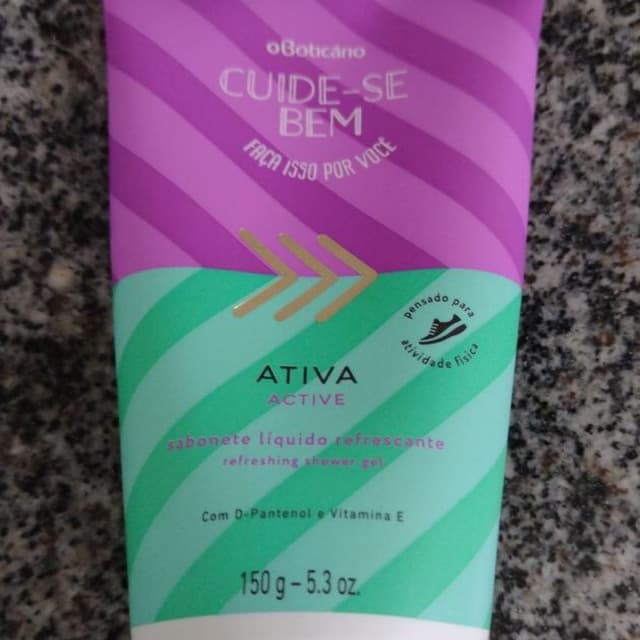 oBoticário
CUIDE-SE
BEM
FAÇA ISSO POR VOCÊ
pensado para
atividade física
ATIVA
ACTIVE
sabonete líquido refrescante
refreshing shower gel
Com D-Pantenol e Vitamina E
150 g – 5.3 oz.